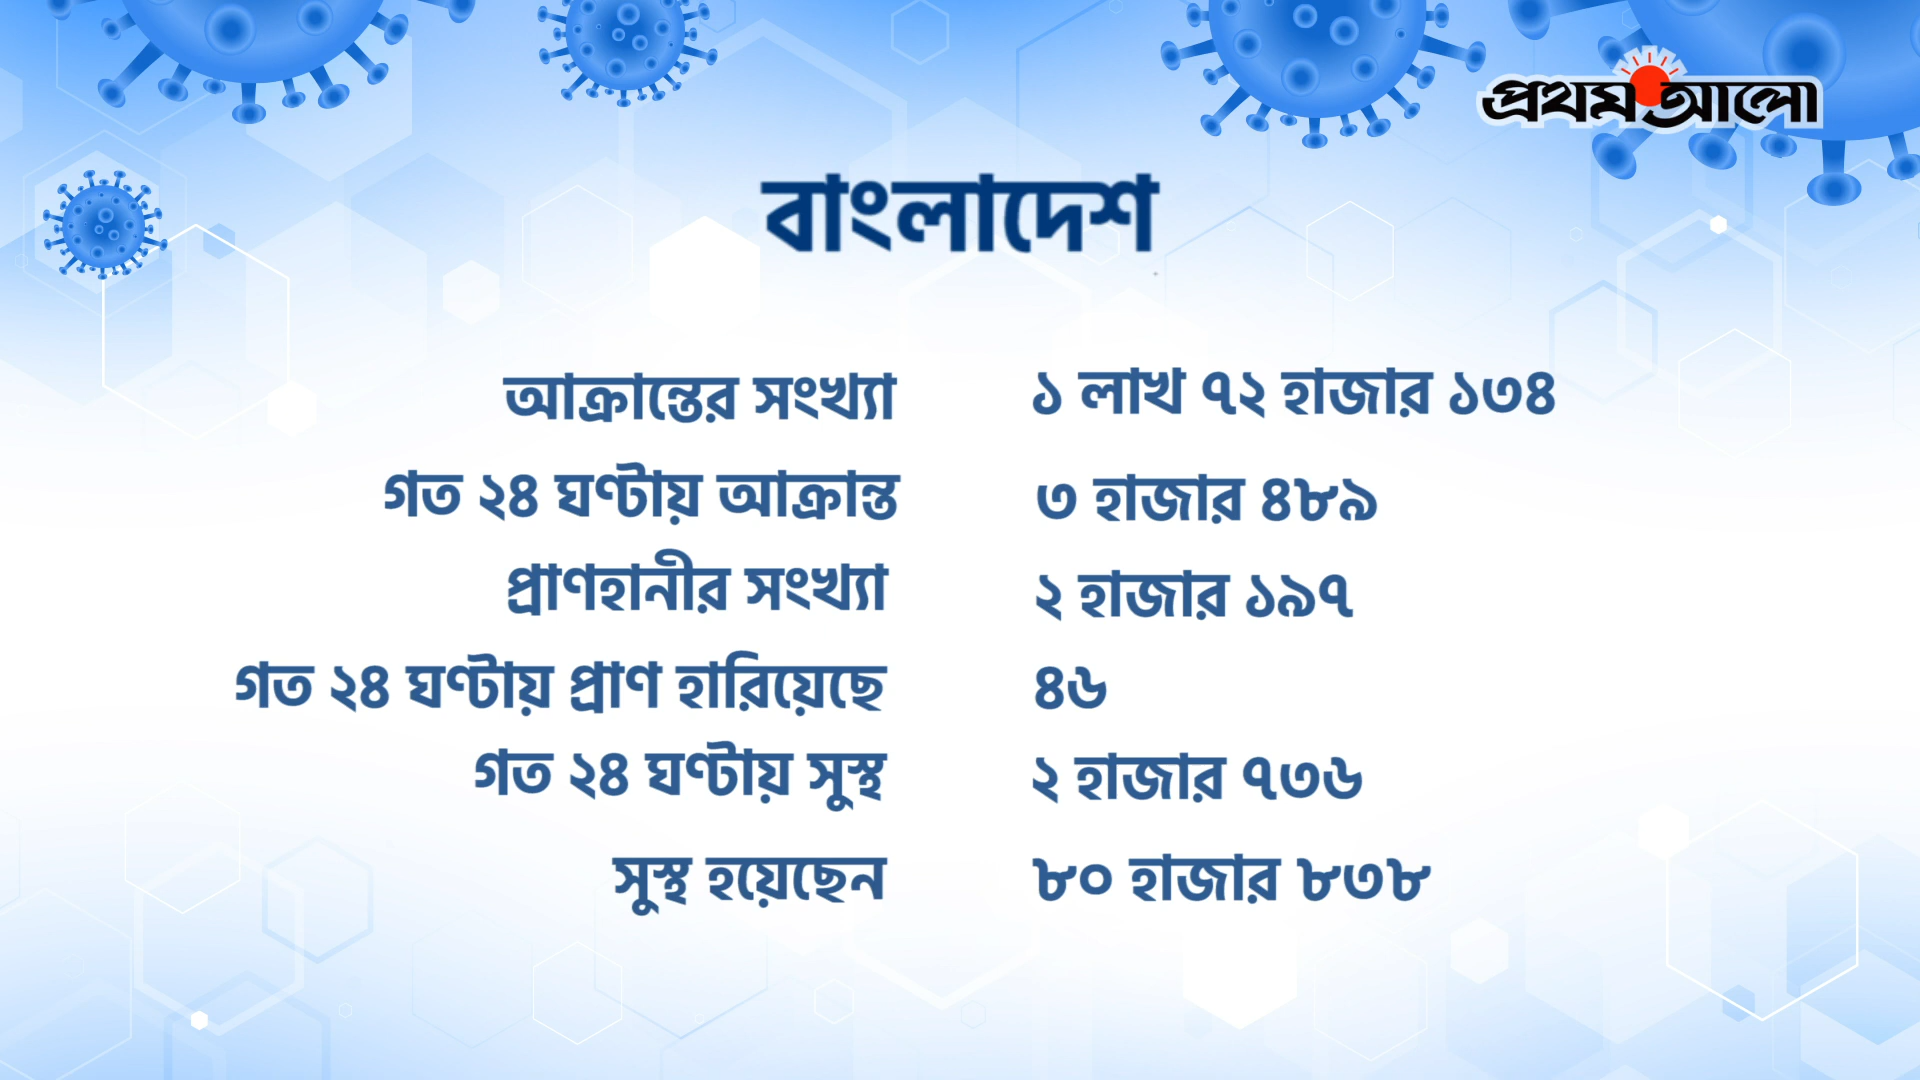 প্রথম আলো
বাংলাদেশ
আক্রান্তের সংখ্যা ১ লাখ ৭২ হাজার ১৩৪
গত ২৪ ঘণ্টায় আক্রান্ত ৩ হাজার ৪৮৯
প্রাণহানীর সংখ্যা ২ হাজার ১৯৭
গত ২৪ ঘণ্টায় প্রাণ হারিয়েছে ৪৬
গত ২৪ ঘণ্টায় সুস্থ ২ হাজার ৭৩৬
সুস্থ হয়েছেন ৮০ হাজার ৮৩৮